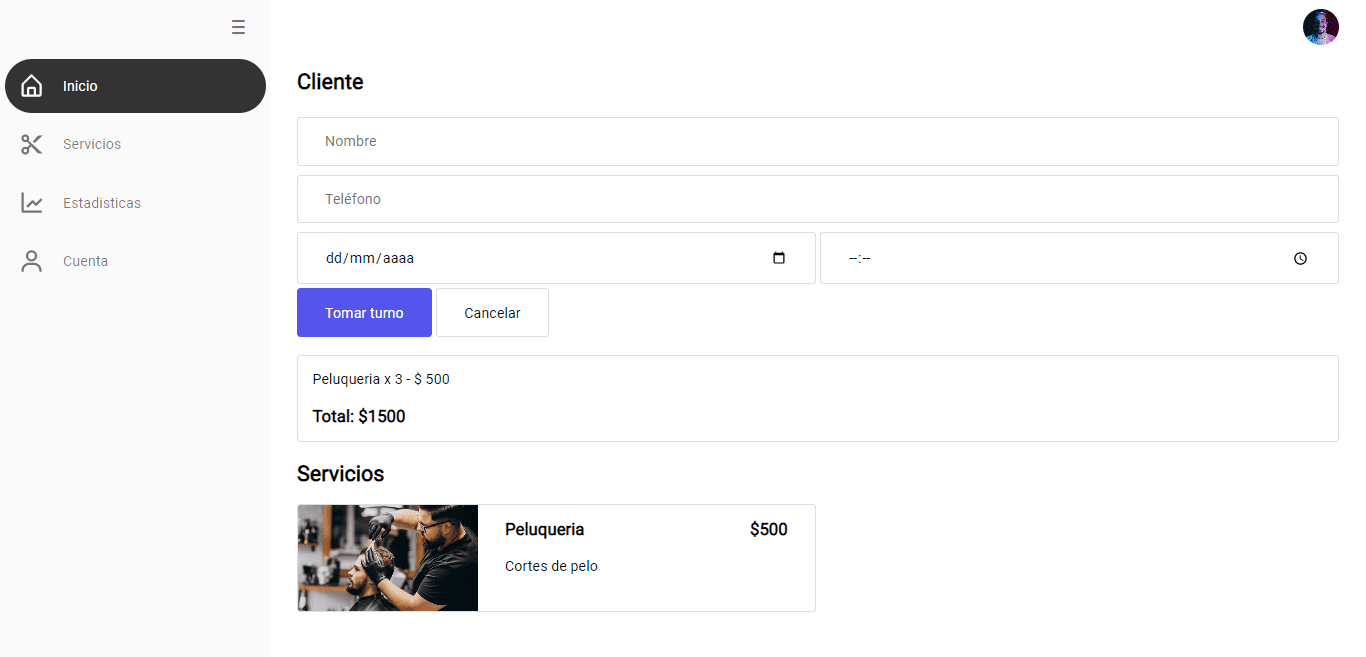 Inicio
Servicios
Estadisticas
Cuenta
Cliente
Nombre
Teléfono
dd/mm/aaaa
--:--
Tomar turno
Cancelar
Peluqueria x 3 - $ 500
Total: $1500
Servicios
Peluqueria
$500
Cortes de pelo